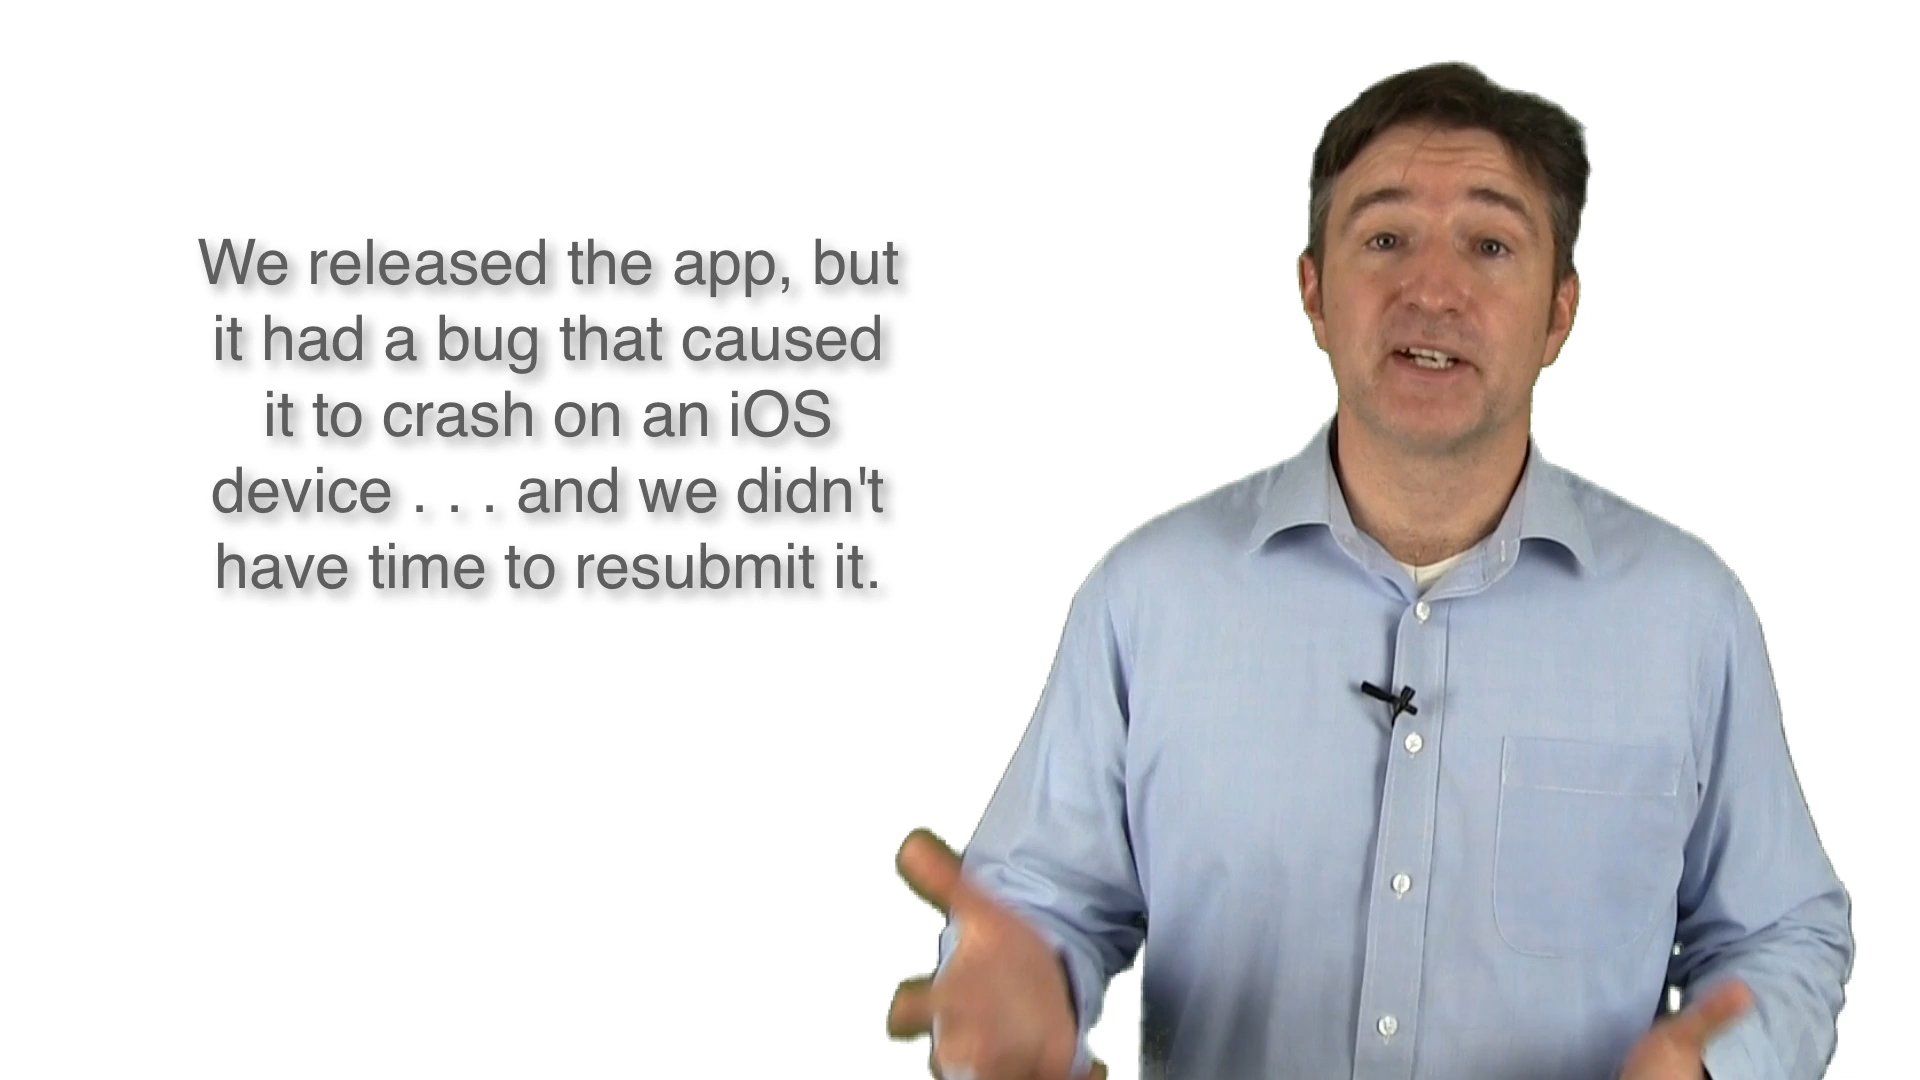 We released the app, but
it had a bug that caused
it to crash on an iOS
device . . . and we didn't
have time to resubmit it.